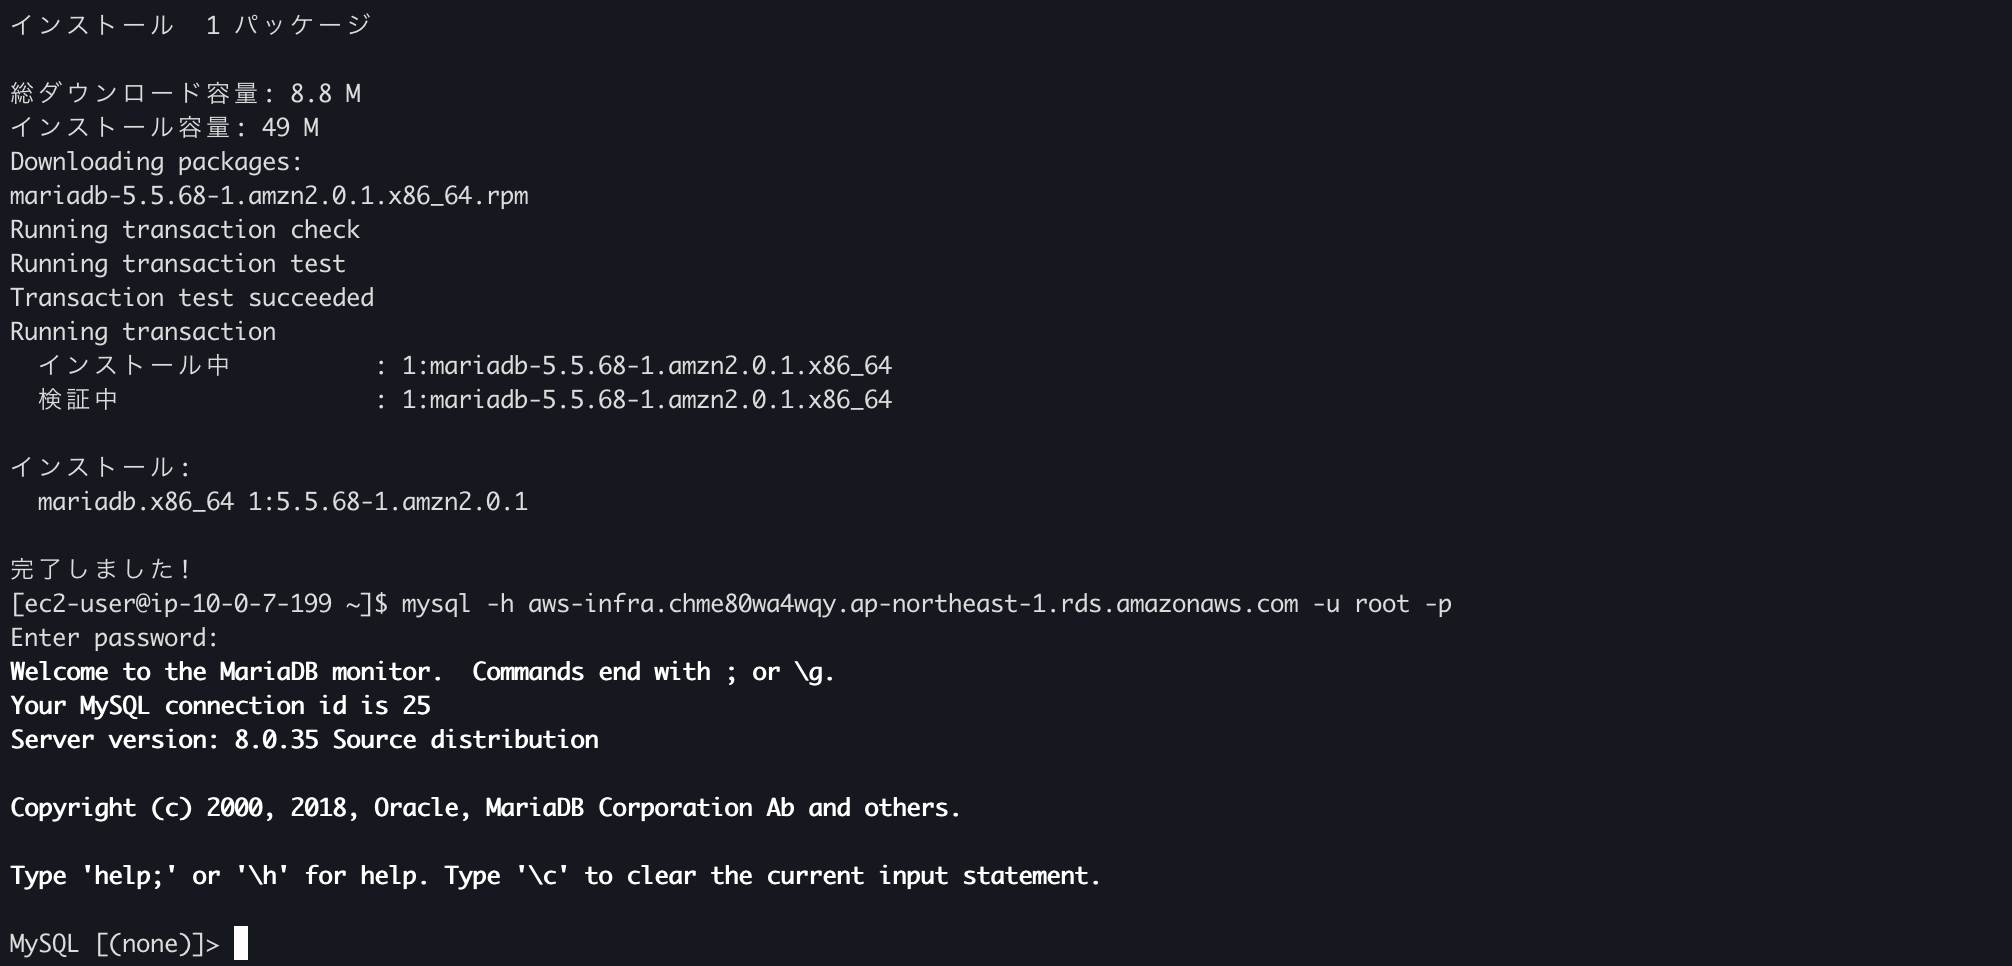 インストール  1 パッケージ
総ダウンロード容量: 8.8 M
インストール容量: 49 M
Downloading packages:
mariadb-5.5.68-1.amzn2.0.1.x86_64.rpm
Running transaction check
Running transaction test
Transaction test succeeded
Running transaction
  インストール中          : 1:mariadb-5.5.68-1.amzn2.0.1.x86_64
  検証中                  : 1:mariadb-5.5.68-1.amzn2.0.1.x86_64
インストール:
  mariadb.x86_64 1:5.5.68-1.amzn2.0.1
完了しました!
[ec2-user@ip-10-0-7-199 ~]$ mysql -h aws-infra.chme80wa4wqy.ap-northeast-1.rds.amazonaws.com -u root -p
Enter password:
Welcome to the MariaDB monitor.  Commands end with ; or \g.
Your MySQL connection id is 25
Server version: 8.0.35 Source distribution
Copyright (c) 2000, 2018, Oracle, MariaDB Corporation Ab and others.
Type 'help;' or '\h' for help. Type '\c' to clear the current input statement.
MySQL [(none)]>